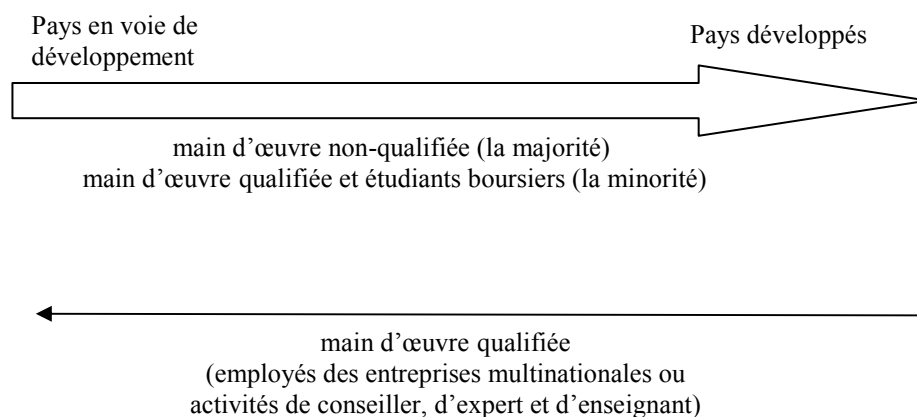 Pays en voie de
développement
Pays développés
main d'œuvre non-qualifiée (la majorité)
main d'œuvre qualifiée et étudiants boursiers (la minorité)
main d'œuvre qualifiée
(employés des entreprises multinationales ou
activités de conseiller, d'expert et d'enseignant)